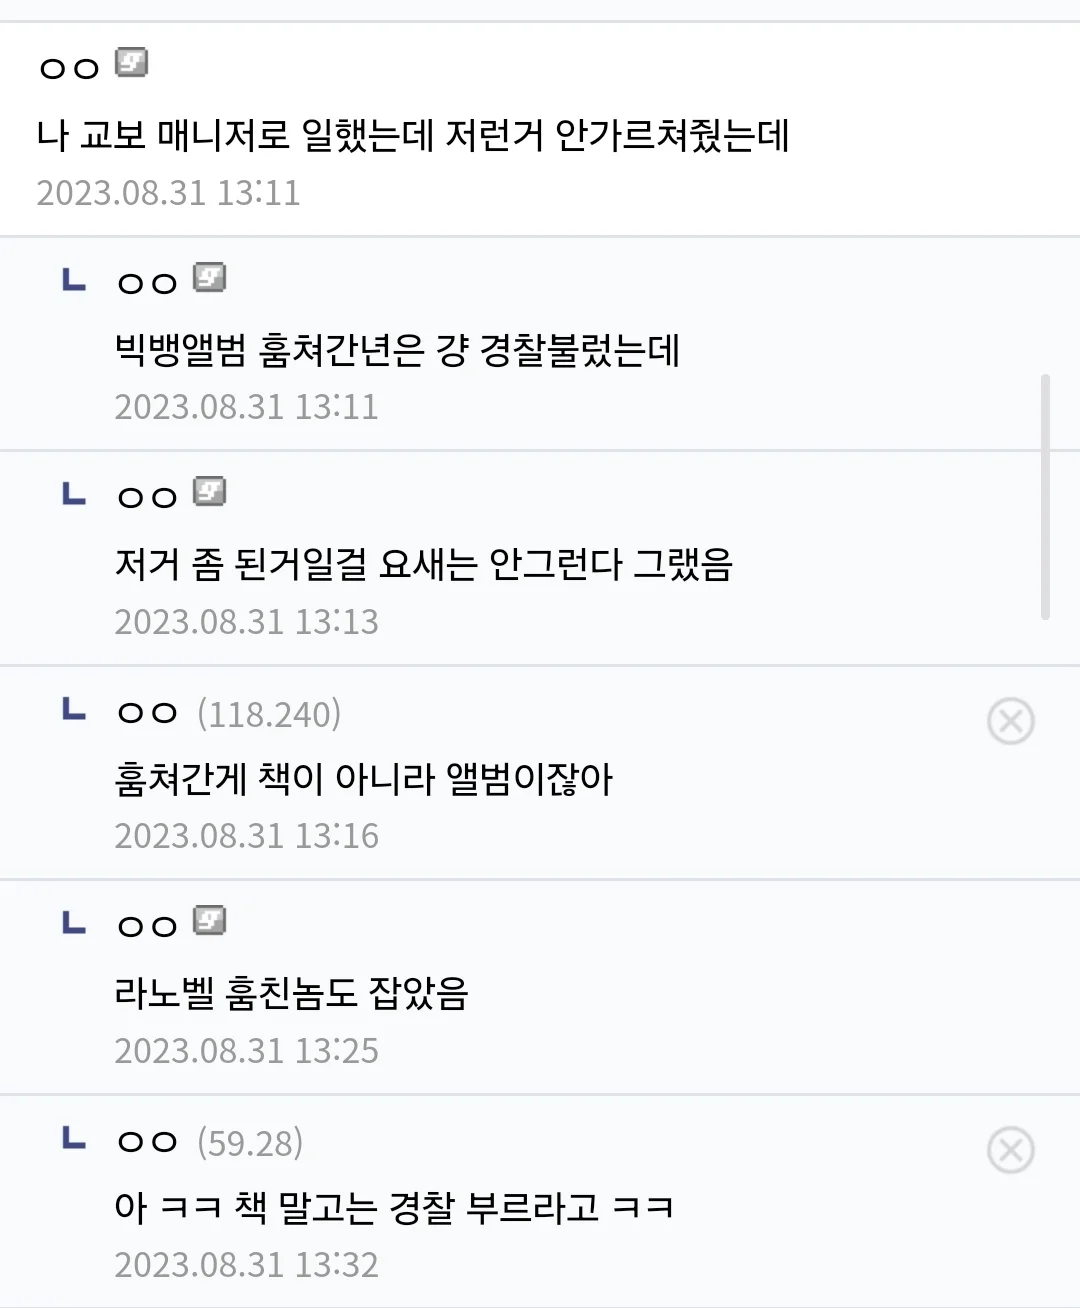 ㅇㅇ
나 교보 매니저로 일했는데 저런거 안가르쳐줬는데
2023.08.31 13:11
ㄴ ㅇㅇ
빅뱅앨범 훔쳐간년은 걍 경찰불렀는데
2023.08.31 13:11
ㄴ ㅇㅇ
저거 좀 된거일걸 요새는 안그런다 그랬음
2023.08.31 13:13
ㄴ ㅇㅇ (118.240)
훔쳐간게 책이 아니라 앨범이잖아
2023.08.31 13:16
ㄴ ㅇㅇ
라노벨 훔친놈도 잡았음
2023.08.31 13:25
ㄴ ㅇㅇ (59.28)
아 ㅋㅋ 책 말고는 경찰 부르라고 ㅋㅋ
2023.08.31 13:32